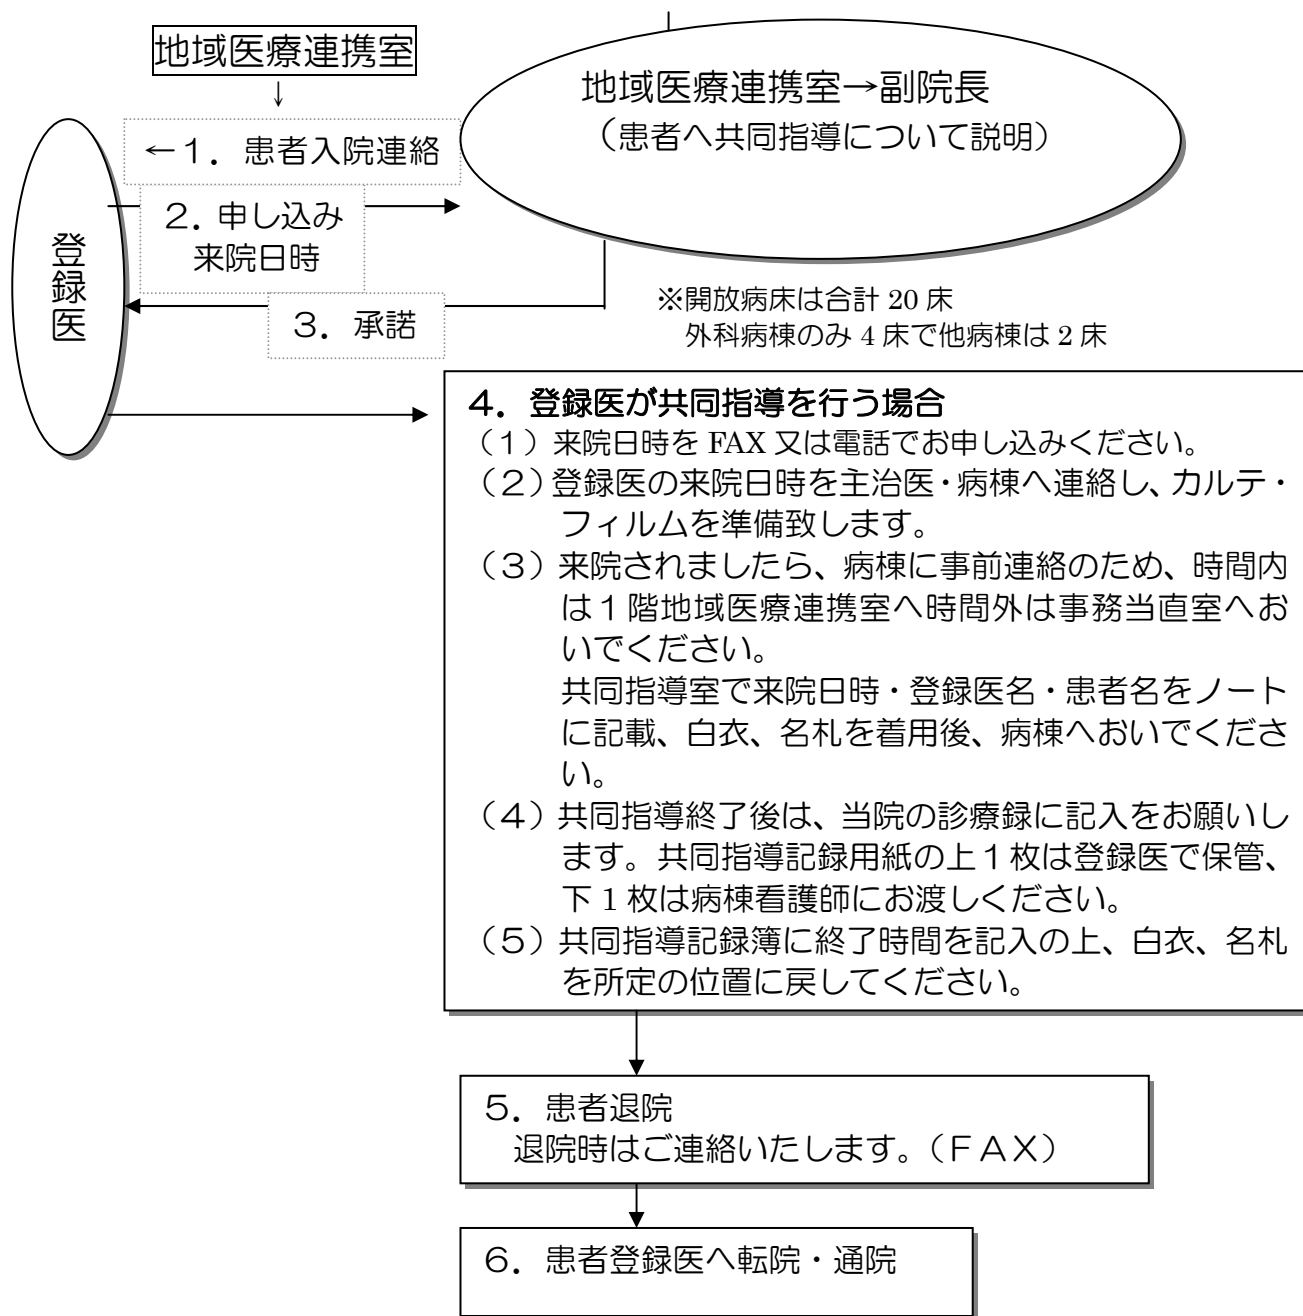 地域医療連携室
↓
地域医療連携室→副院長
（患者へ共同指導について説明）
←１．患者入院連絡
２．申し込み
来院日時
登録医
３．承諾
※開放病床は合計 20 床
外科病棟のみ 4 床で他病棟は 2 床
４．登録医が共同指導を行う場合
（１）来院日時を FAX 又は電話でお申し込みください。
（２）登録医の来院日時を主治医・病棟へ連絡し、カルテ・
フィルムを準備致します。
（３）来院されましたら、病棟に事前連絡のため、時間内
は１階地域医療連携室へ時間外は事務当直室へお
いでください。
共同指導室で来院日時・登録医名・患者名をノート
に記載、白衣、名札を着用後、病棟へおいでくださ
い。
（４）共同指導終了後は、当院の診療録に記入をお願いし
ます。共同指導記録用紙の上１枚は登録医で保管、
下 1 枚は病棟看護師にお渡しください。
（５）共同指導記録簿に終了時間を記入の上、白衣、名札
を所定の位置に戻してください。
５．患者退院
退院時はご連絡いたします。（ＦＡＸ）
６．患者登録医へ転院・通院